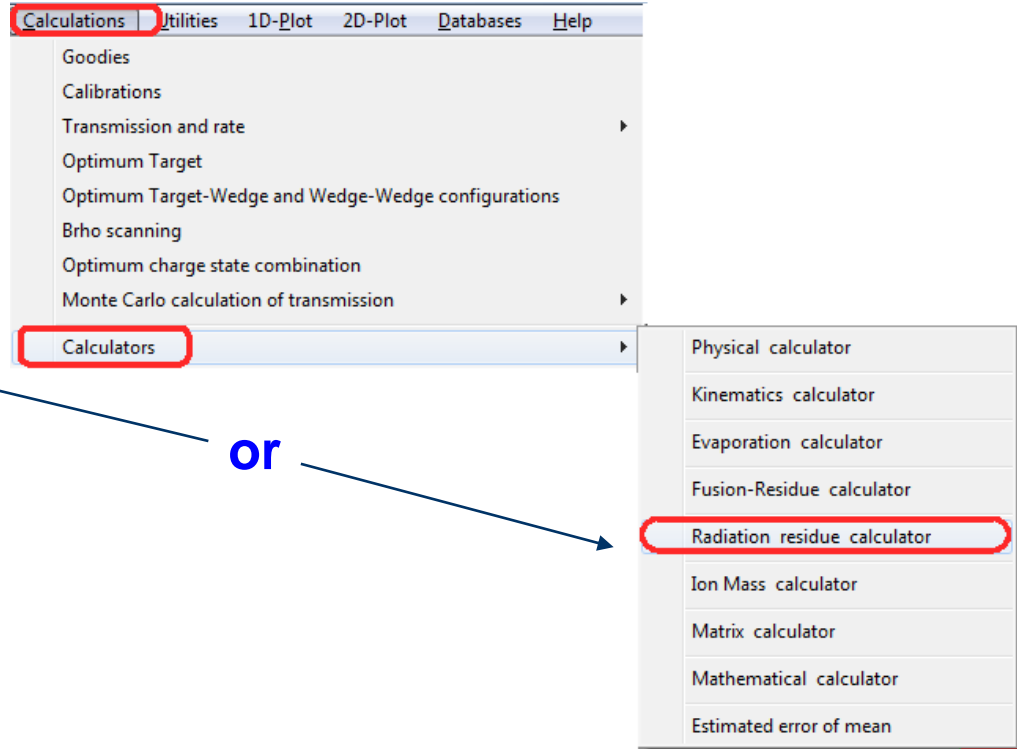 Calculations Utilities 1D-Plot 2D-Plot Databases Help
Goodies
Calibrations
Transmission and rate
Optimum Target
Optimum Target-Wedge and Wedge-Wedge configurations
Brho scanning
Optimum charge state combination
Monte Carlo calculation of transmission
Calculators
or
Physical calculator
Kinematics calculator
Evaporation calculator
Fusion-Residue calculator
Radiation residue calculator
Ion Mass calculator
Matrix calculator
Mathematical calculator
Estimated error of mean